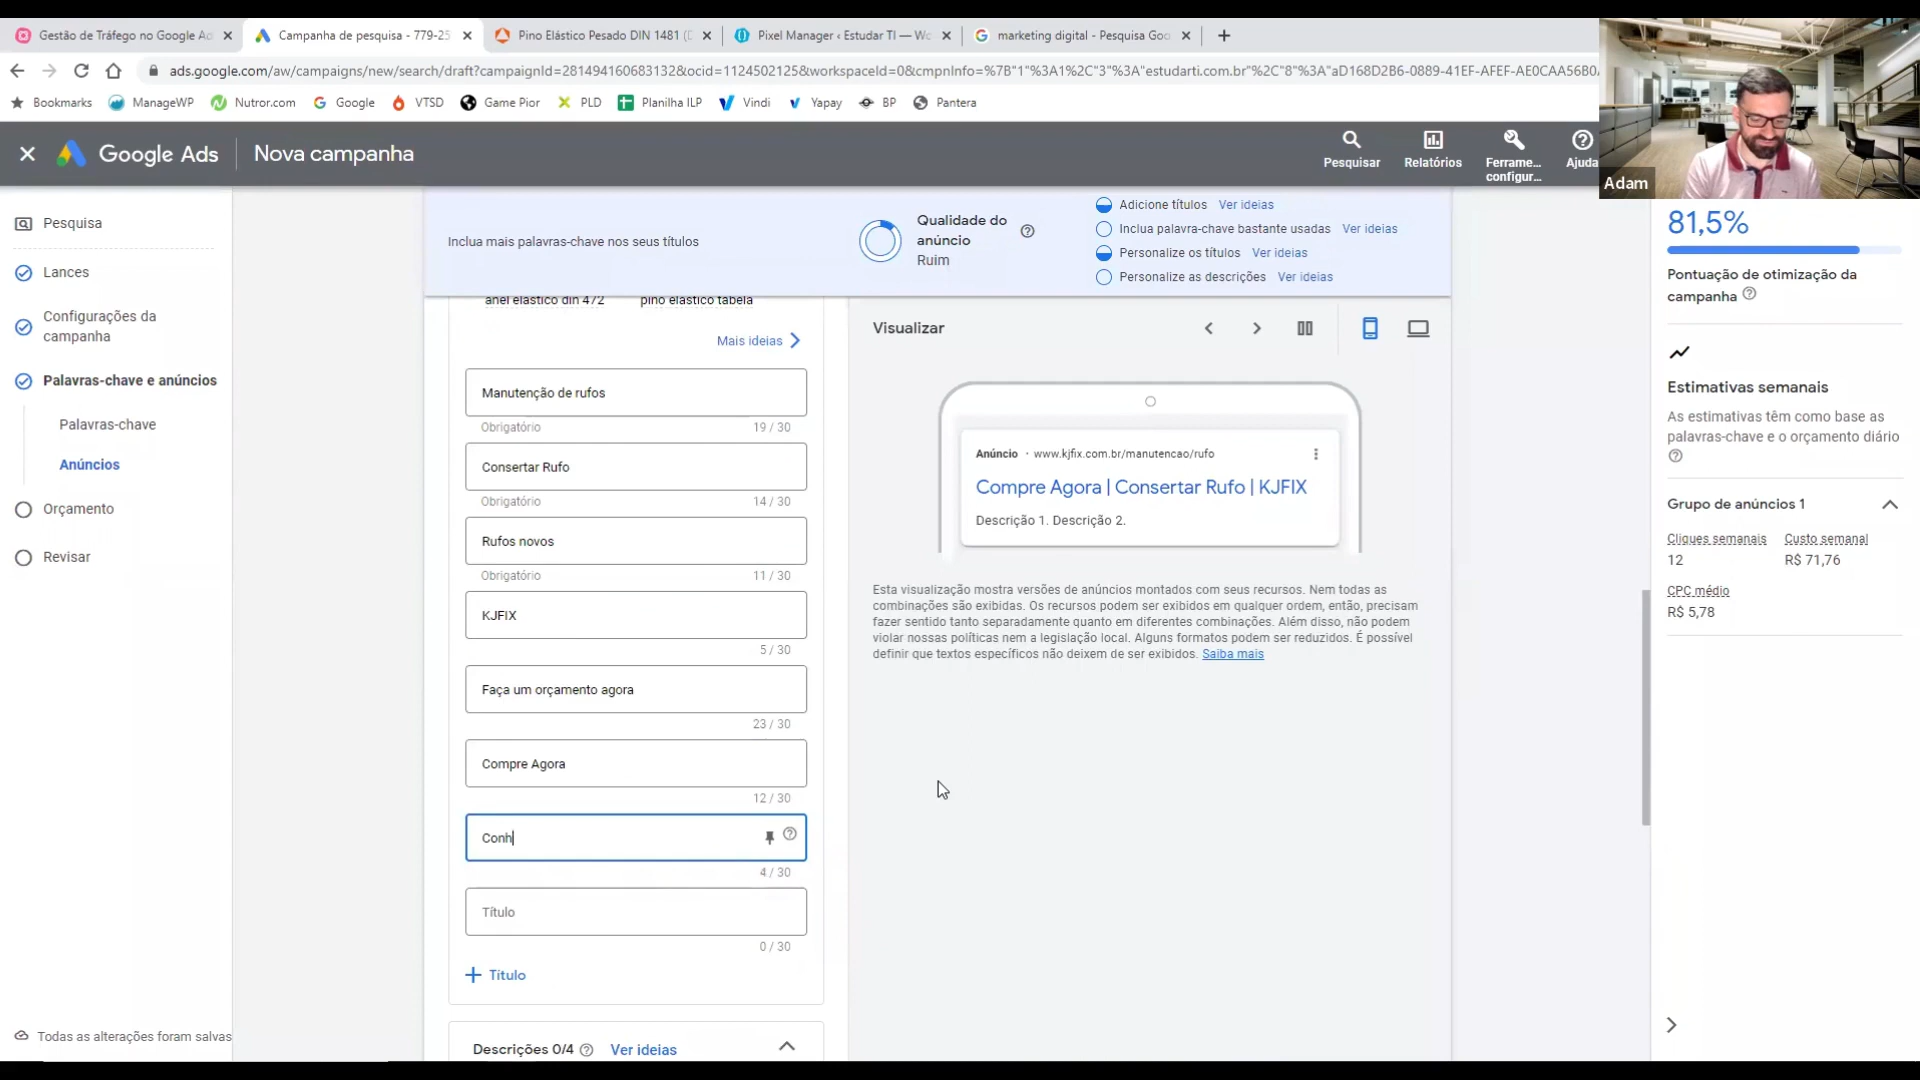 Gestão de Tráfego no Google Ad
Campanha de pesquisa - 779-25
Pino Elástico Pesado DIN 1481 (D
Pixel Manager ‹ Estudar TI — Wo
marketing digital - Pesquisa Goo
ads.google.com/aw/campaigns/new/search/draft?campaignId=281494160683132&ocid=1124502125&workspaceId=0&cmpnInfo=%7B"1"%3A1%2C"3"%3A"estudarti.com.br"%2C"8"%3A"aD168D2B6-0889-41EF-AFEF-AE0CAA56B0
Bookmarks
ManageWP
Nutror.com
Google
VTSD
Game Pior
PLD
Planilha ILP
Vindi
Yapay
BP
Pantera
Google Ads
Nova campanha
Pesquisar
Relatórios
Ferrame...
configur...
Ajuda
Adam
Pesquisa
Lances
Configurações da
campanha
Palavras-chave e anúncios
Palavras-chave
Anúncios
Orçamento
Revisar
Todas as alterações foram salvas
Inclua mais palavras-chave nos seus títulos
Qualidade do
anúncio
Ruim
Adicione títulos Ver ideias
Inclua palavra-chave bastante usadas Ver ideias
Personalize os títulos Ver ideias
Personalize as descrições Ver ideias
anel elastico din 472
pino elastico tabela
Mais ideias
Manutenção de rufos
Obrigatório 19 / 30
Consertar Rufo
Obrigatório 14 / 30
Rufos novos
Obrigatório 11 / 30
KJFIX
5 / 30
Faça um orçamento agora
23 / 30
Compre Agora
12 / 30
Conh
4 / 30
Título
0 / 30
+ Título
Descrições 0/4 Ver ideias
Visualizar
Anúncio · www.kjfix.com.br/manutencao/rufo
Compre Agora | Consertar Rufo | KJFIX
Descrição 1. Descrição 2.
Esta visualização mostra versões de anúncios montados com seus recursos. Nem todas as
combinações são exibidas. Os recursos podem ser exibidos em qualquer ordem, então, precisam
fazer sentido tanto separadamente quanto em diferentes combinações. Além disso, não podem
violar nossas políticas nem a legislação local. Alguns formatos podem ser reduzidos. É possível
definir que textos específicos não deixem de ser exibidos. Saiba mais
81,5%
Pontuação de otimização da
campanha
Estimativas semanais
As estimativas têm como base as
palavras-chave e o orçamento diário
Grupo de anúncios 1
Cliques semanais
12
Custo semanal
R$ 71,76
CPC médio
R$ 5,78